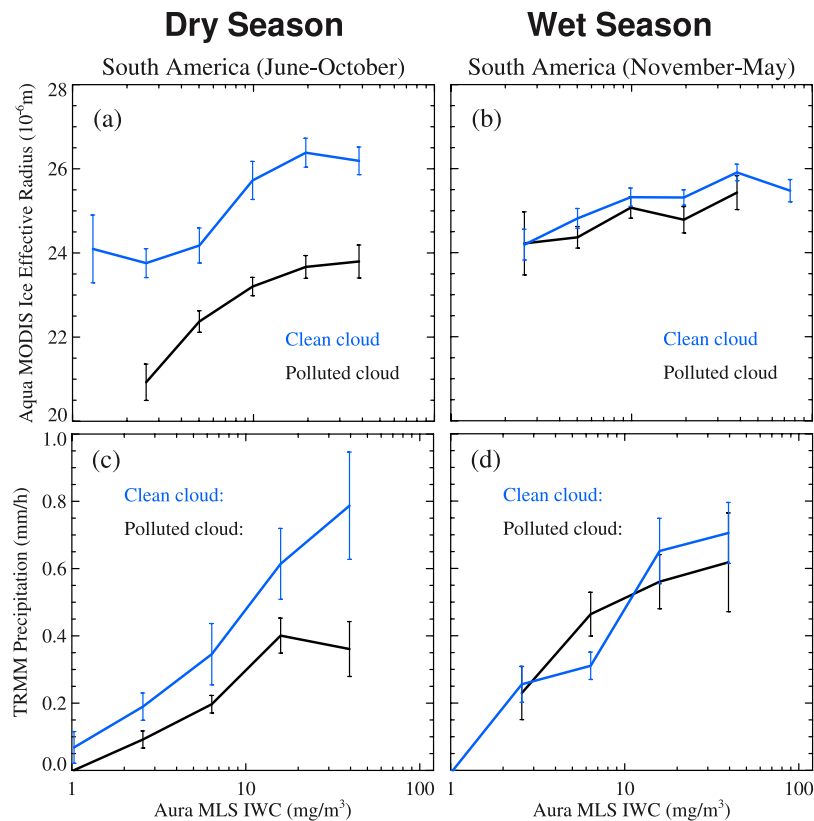 Dry Season
Wet Season
South America (June-October)
South America (November-May)
Aqua MODIS Ice Effective Radius (10⁻⁶m)
28
26
24
22
20
(a)
Clean cloud
Polluted cloud
(b)
Clean cloud
Polluted cloud
TRMM Precipitation (mm/h)
1.0
0.8
0.6
0.4
0.2
0.0
(c)
Clean cloud:
Polluted cloud:
(d)
Clean cloud:
Polluted cloud:
1 10 100
1 10 100
Aura MLS IWC (mg/m³)
Aura MLS IWC (mg/m³)